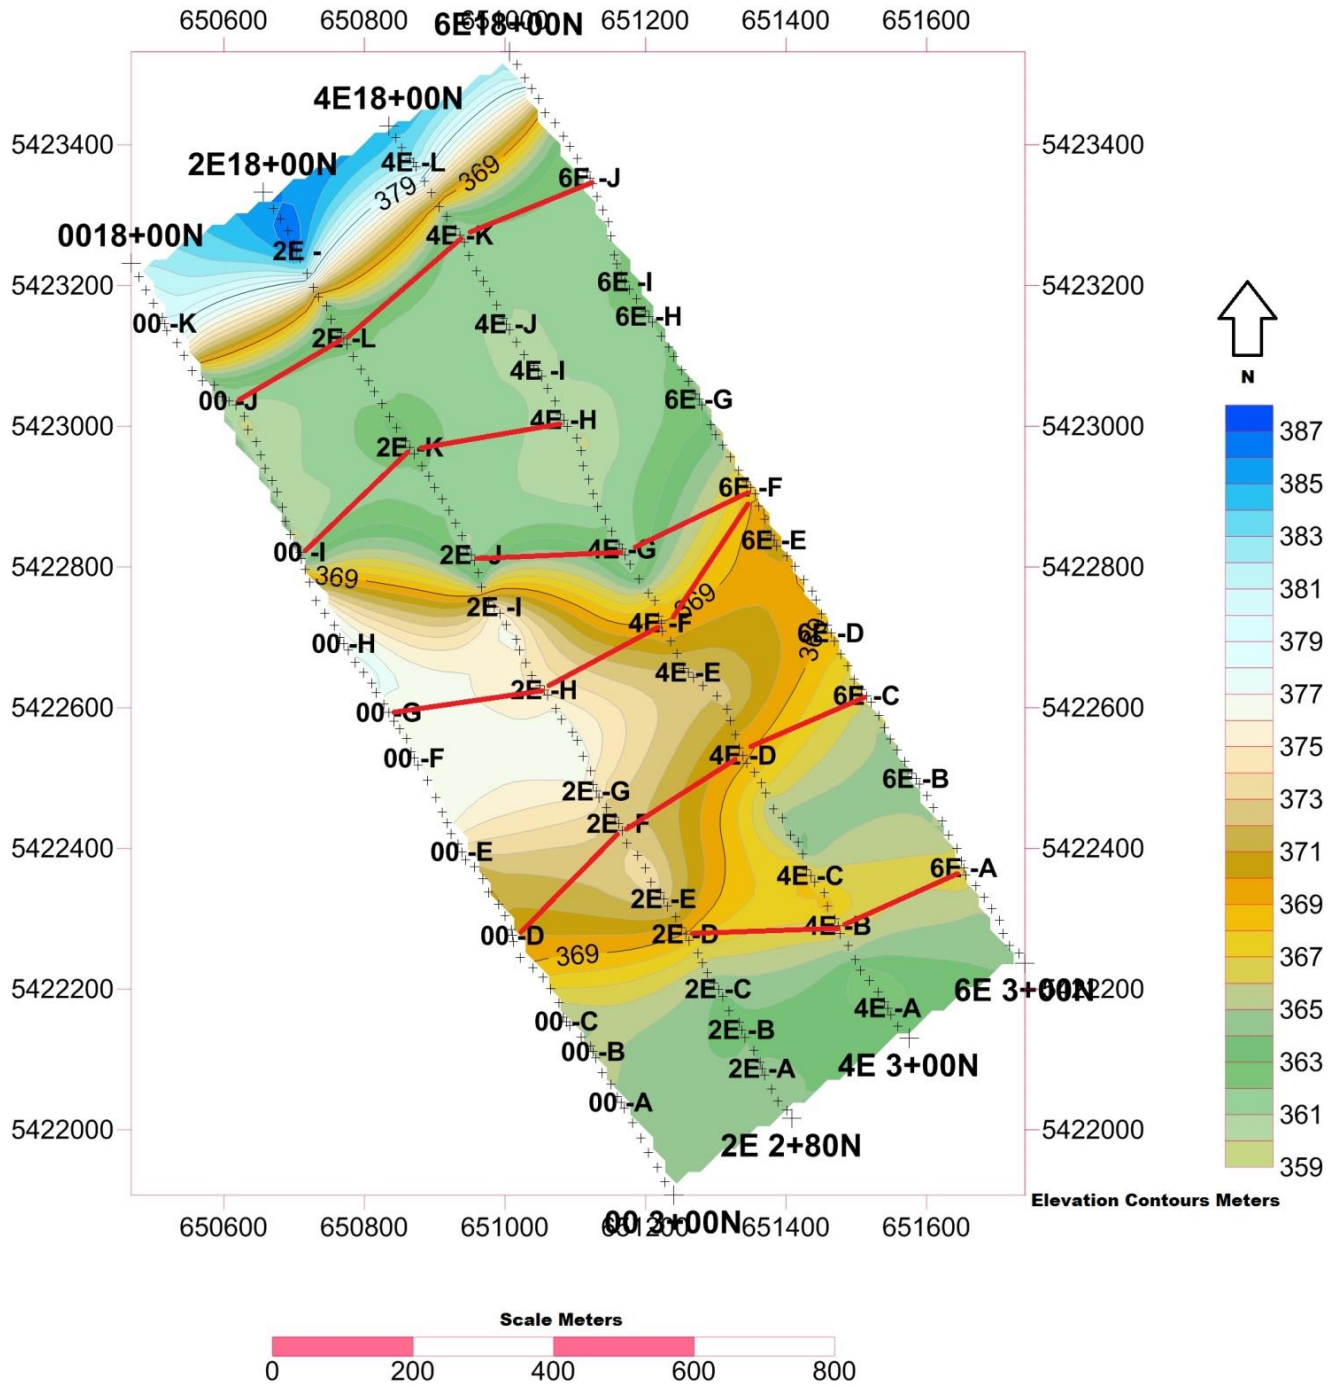 650600 650800 651000 651200 651400 651600
6E18+00N
4E18+00N
5423400 5423400
4E -L
2E18+00N
369
6E -J
379
0018+00N
4E -K
2E -
5423200 6E -I 5423200
6E -H
00 -K
4E -J
2E -L
4E -I
00 -J
6E -G
4E -H
5423000 5423000
2E -K
6E -F
6E -E
00 -I
4E -G
2E -J
5422800 5422800
369
369
2E -I
4E -F
6E -D
369
00 -H
4E -E
2E -H
6E -C
00 -G
5422600 5422600
00 -F
4E -D
6E -B
2E -G
2E -F
00 -E
5422400 5422400
6E -A
4E -C
2E -E
4E -B
00 -D
2E -D
369
2E -C
5422200 6E 3+00N 5422200
4E -A
00 -C
2E -B
00 -B
2E -A
4E 3+00N
00 -A
5422000 5422000
2E 2+80N
00 3+00N
650600 650800 651000 651200 651400 651600
N
387
385
383
381
379
377
375
373
371
369
367
365
363
361
359
Elevation Contours Meters
Scale Meters
0 200 400 600 800